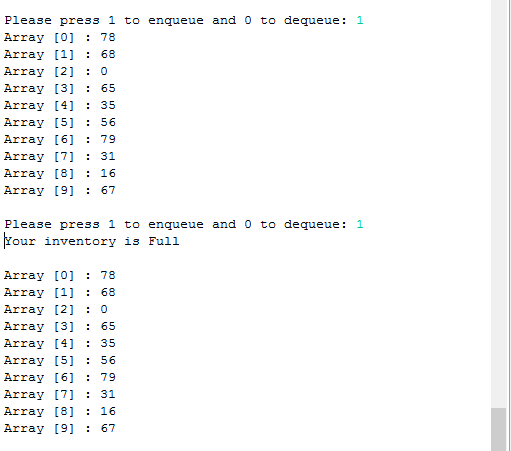 Please press 1 to enqueue and 0 to dequeue: 1
Array [0] : 78
Array [1] : 68
Array [2] : 0
Array [3] : 65
Array [4] : 35
Array [5] : 56
Array [6] : 79
Array [7] : 31
Array [8] : 16
Array [9] : 67
Please press 1 to enqueue and 0 to dequeue: 1
Your inventory is Full
Array [0] : 78
Array [1] : 68
Array [2] : 0
Array [3] : 65
Array [4] : 35
Array [5] : 56
Array [6] : 79
Array [7] : 31
Array [8] : 16
Array [9] : 67